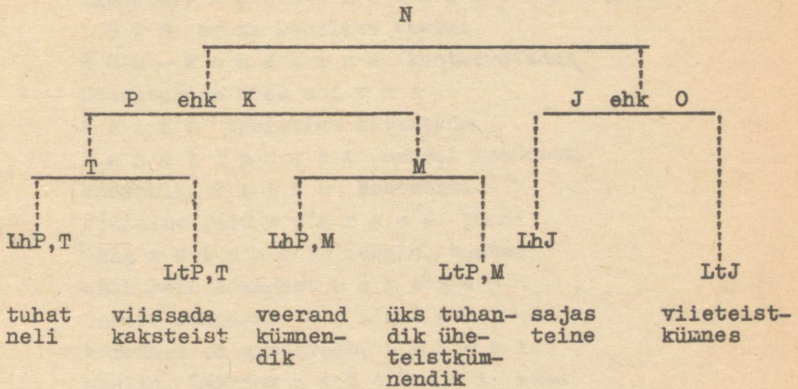 N
P ehk K J ehk O
T M
LhP,T LhP,M LhJ
LtP,T LtP,M LtJ
tuhat viissada veerand üks tuhan- sajas viieteist-
neli kaksteist kümnen- dik ühe- teine kümnes
dik teistküm-
nendik